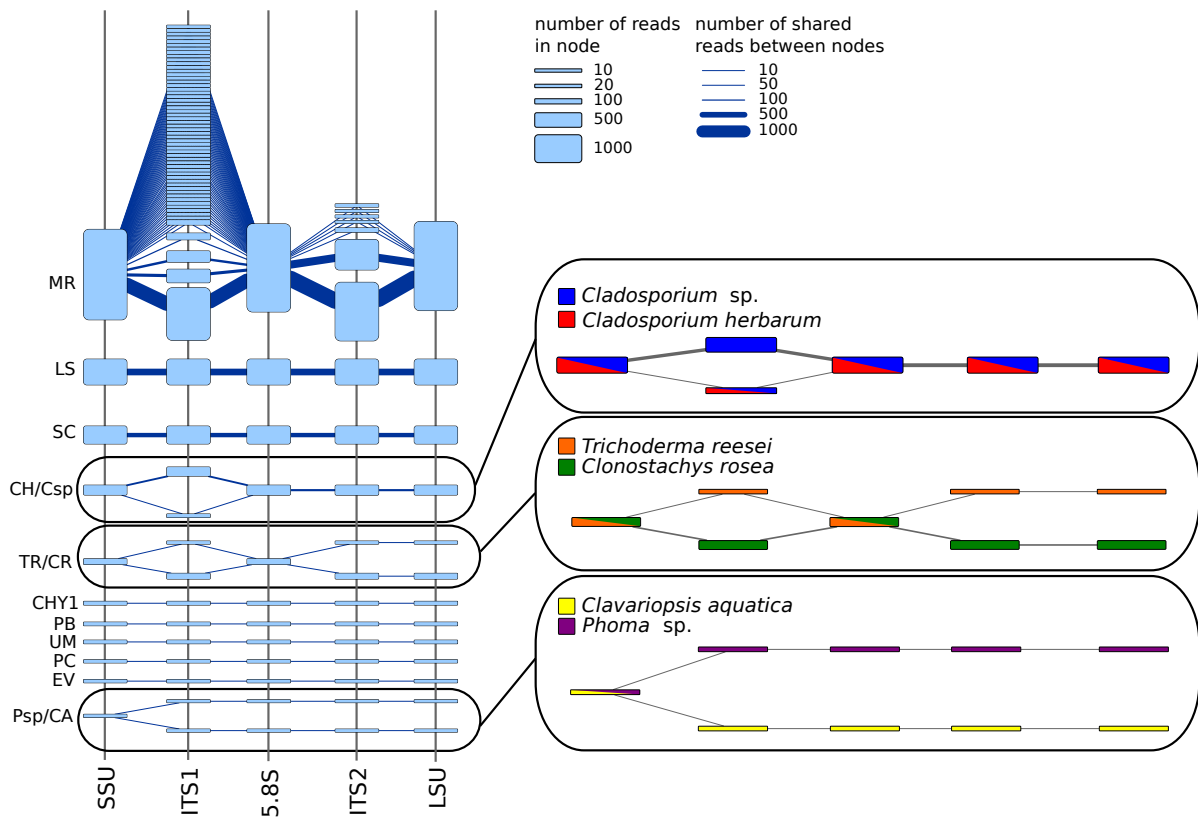 number of reads
in node
10
20
100
500
1000
number of shared
reads between nodes
10
50
100
500
1000
MR
LS
SC
CH/Csp
TR/CR
CHY1
PB
UM
PC
EV
Psp/CA
Cladosporium sp.
Cladosporium herbarum
Trichoderma reesei
Clonostachys rosea
Clavariopsis aquatica
Phoma sp.
SSU
ITS1
5.8S
ITS2
LSU